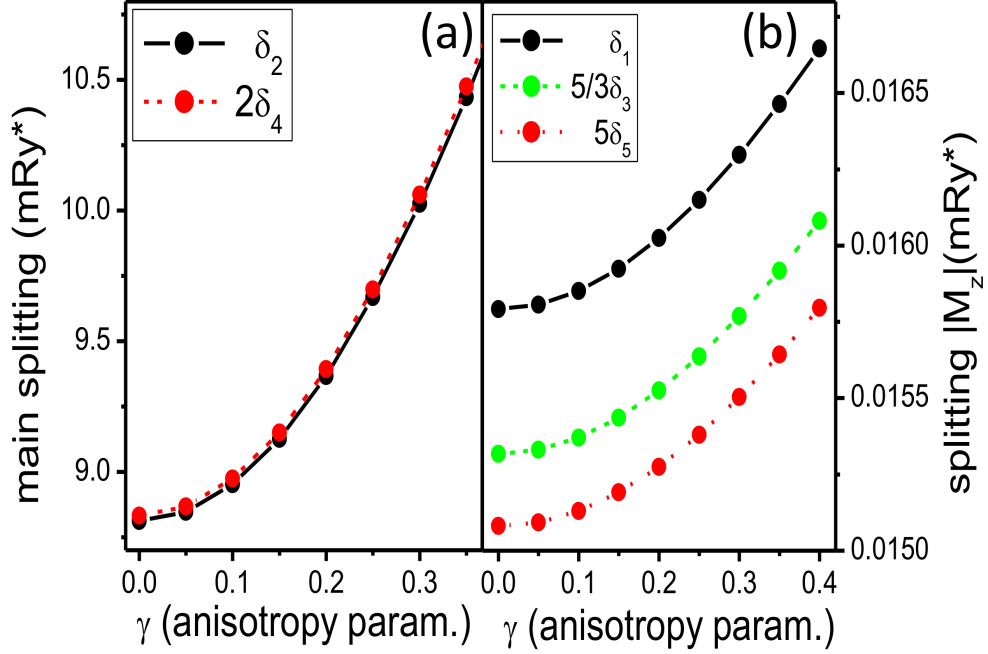 (a)
δ₂
2δ₄
main splitting (mRy*)
10.5
10.0
9.5
9.0
0.0 0.1 0.2 0.3
γ (anisotropy param.)
(b)
δ₁
5/3δ₃
5δ₅
0.0165
0.0160
0.0155
0.0150
splitting |M_z|(mRy*)
0.0 0.1 0.2 0.3 0.4
γ (anisotropy param.)